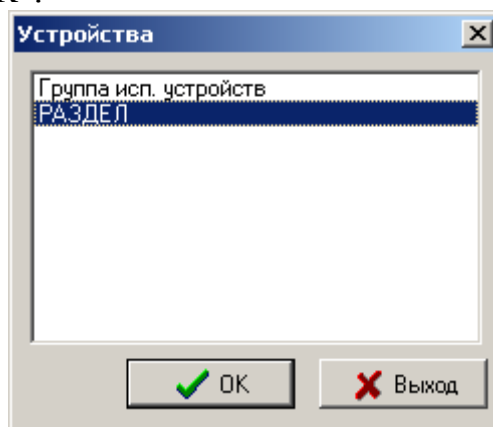 Устройства
Группа исп. устройств
РАЗДЕЛ
OK
Выход